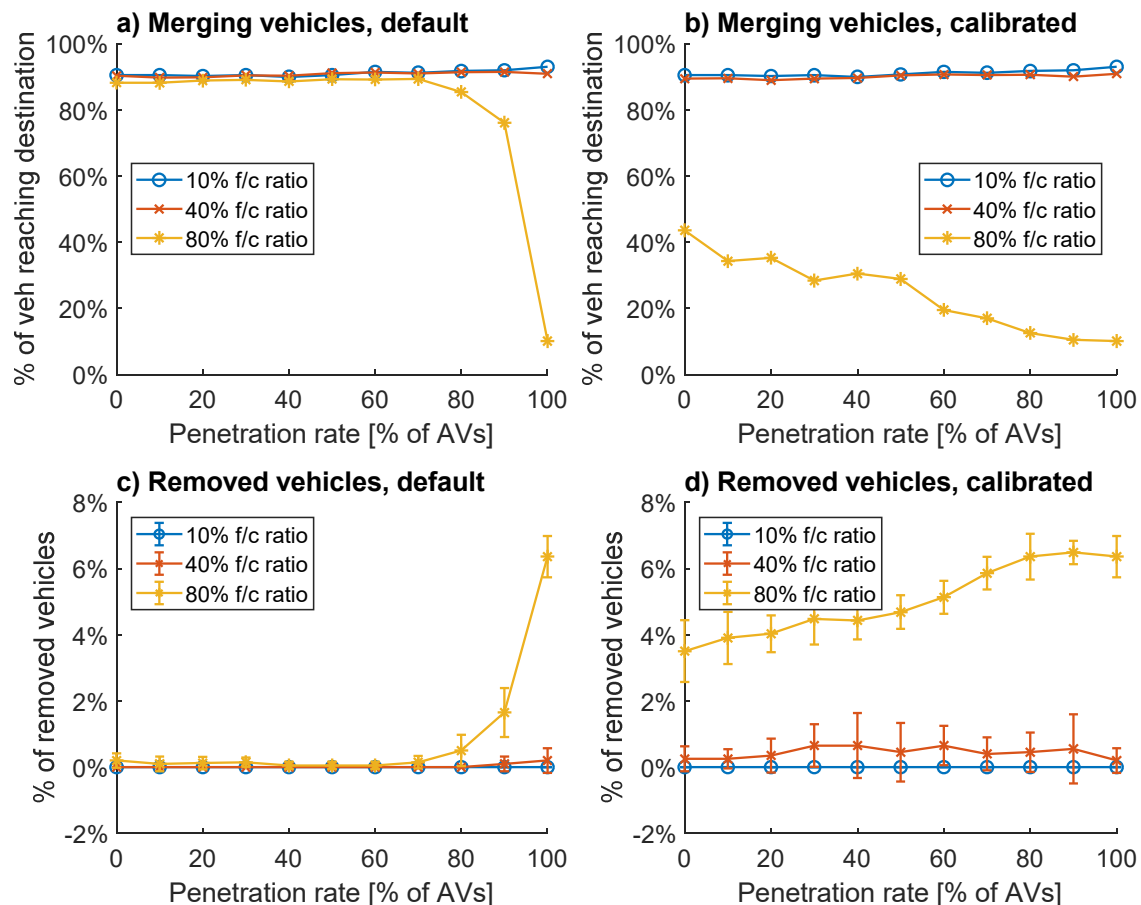 a) Merging vehicles, default
100%
80%
60%
40%
20%
0%
% of veh reaching destination
10% f/c ratio
40% f/c ratio
80% f/c ratio
0 20 40 60 80 100
Penetration rate [% of AVs]
b) Merging vehicles, calibrated
100%
80%
60%
40%
20%
0%
% of veh reaching destination
10% f/c ratio
40% f/c ratio
80% f/c ratio
0 20 40 60 80 100
Penetration rate [% of AVs]
c) Removed vehicles, default
8%
6%
4%
2%
0%
-2%
% of removed vehicles
10% f/c ratio
40% f/c ratio
80% f/c ratio
0 20 40 60 80 100
Penetration rate [% of AVs]
d) Removed vehicles, calibrated
8%
6%
4%
2%
0%
-2%
% of removed vehicles
10% f/c ratio
40% f/c ratio
80% f/c ratio
0 20 40 60 80 100
Penetration rate [% of AVs]